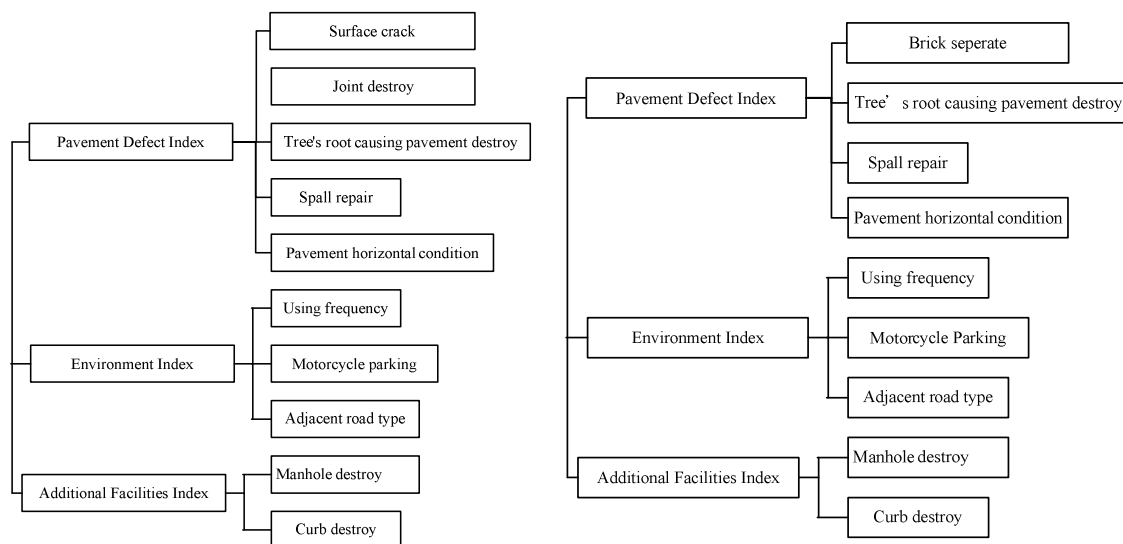 Surface crack
Joint destroy
Pavement Defect Index
Tree's root causing pavement destroy
Spall repair
Pavement horizontal condition
Using frequency
Environment Index
Motorcycle parking
Adjacent road type
Manhole destroy
Additional Facilities Index
Curb destroy
Brick seperate
Pavement Defect Index
Tree’s root causing pavement destroy
Spall repair
Pavement horizontal condition
Using frequency
Environment Index
Motorcycle Parking
Adjacent road type
Manhole destroy
Additional Facilities Index
Curb destroy